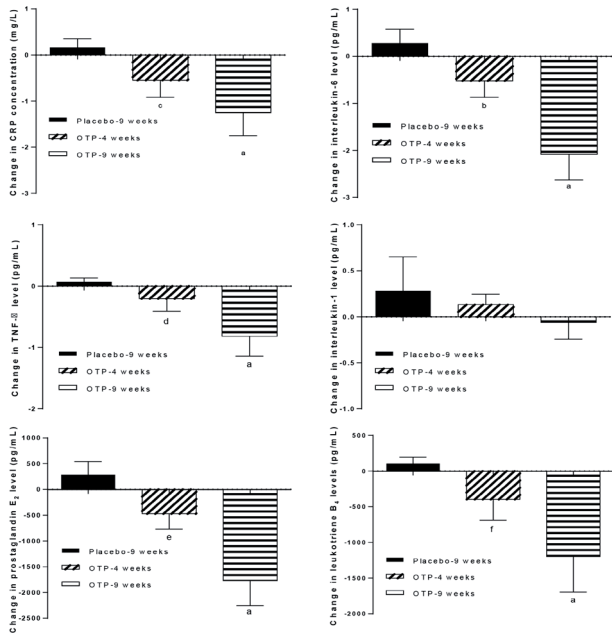 Change in CRP concentration (mg/L)
1
0
-1
-2
-3
c
a
Placebo-9 weeks
OTP-4 weeks
OTP-9 weeks
Change in interleukin-6 level (pg/mL)
1
0
-1
-2
-3
b
a
Placebo-9 weeks
OTP-4 weeks
OTP-9 weeks
Change in TNF-⍰ level (pg/mL)
1
0
-1
-2
d
a
Placebo-9 weeks
OTP-4 weeks
OTP-9 weeks
Change in interleukin-1 level (pg/mL)
1.0
0.5
0.0
-0.5
-1.0
Placebo-9 weeks
OTP-4 weeks
OTP-9 weeks
Change in prostaglandin E2 level (pg/mL)
1000
500
0
-500
-1000
-1500
-2000
-2500
e
a
Placebo-9 weeks
OTP-4 weeks
OTP-9 weeks
Change in leukotriene B4 levels (pg/mL)
500
0
-500
-1000
-1500
-2000
f
a
Placebo-9 weeks
OTP-4 weeks
OTP-9 weeks